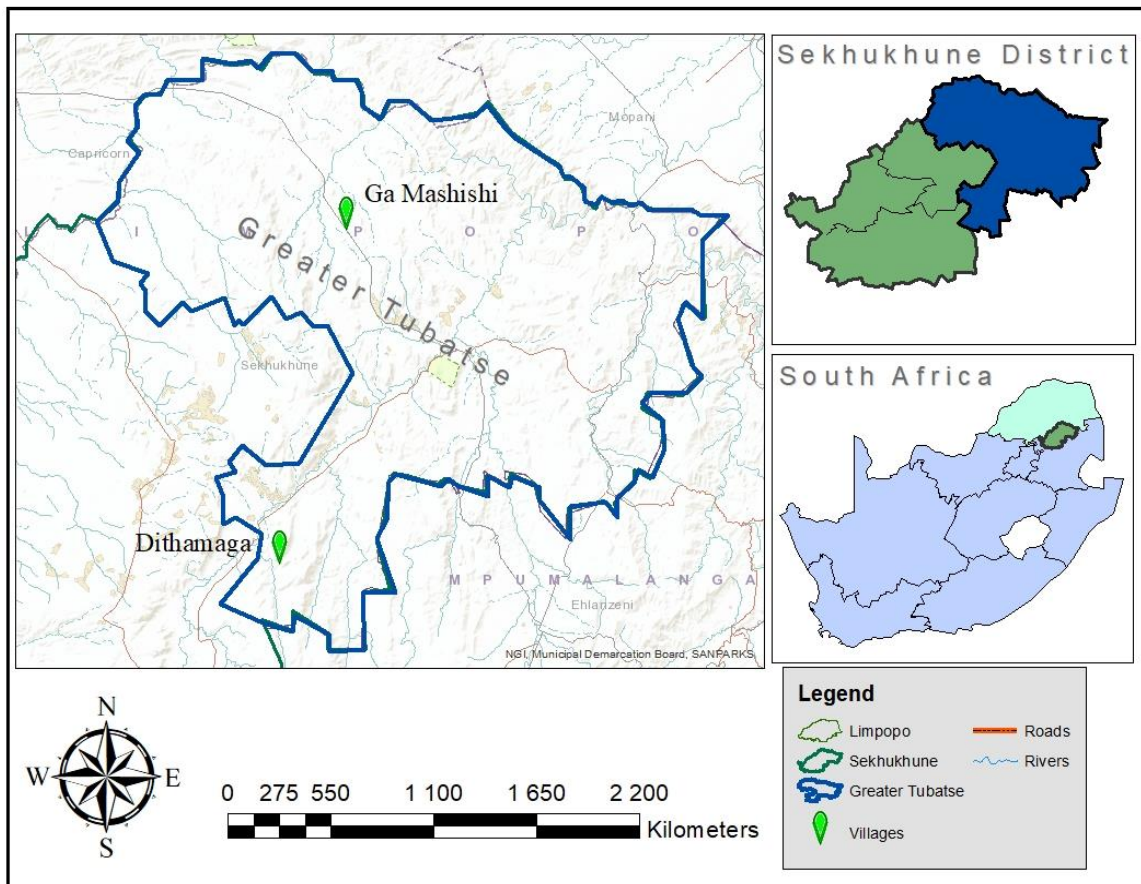 Mopani
Capricorn
Ga Mashishi
L I M P O P O
Greater Tubatse
Sekhukhune
Dithamaga
MPUMALANGA
Ehlanzeni
NGI, Municipal Demarcation Board, SANPARKS
Sekhukhune District
South Africa
N
W E
S
0 275 550 1 100 1 650 2 200
Kilometers
Legend
Limpopo
Roads
Sekhukhune
Rivers
Greater Tubatse
Villages